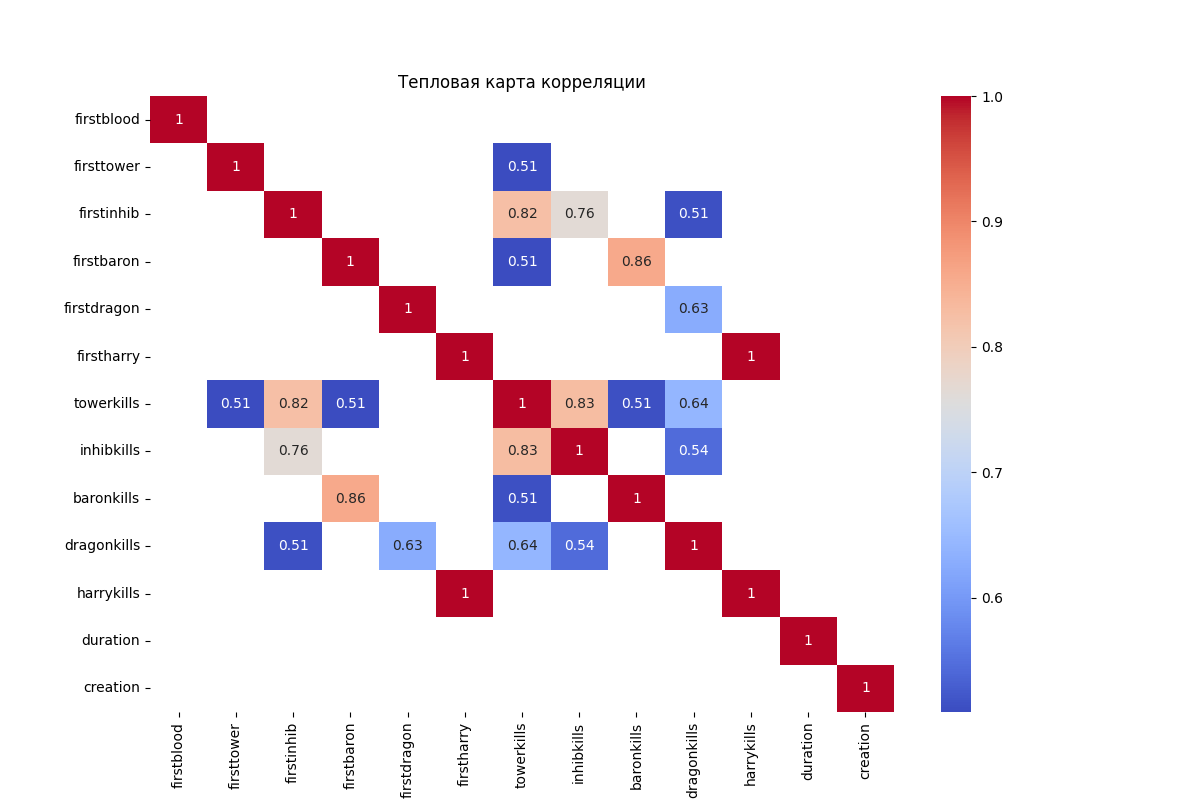 Тепловая карта корреляции
firstblood
1
1.0
firsttower
1
0.51
firstinhib
1
0.82
0.76
0.51
0.9
firstbaron
1
0.51
0.86
firstdragon
1
0.63
firstharry
1
1
0.8
towerkills
0.51
0.82
0.51
1
0.83
0.51
0.64
inhibkills
0.76
0.83
1
0.54
0.7
baronkills
0.86
0.51
1
dragonkills
0.51
0.63
0.64
0.54
1
harrykills
1
1
0.6
duration
1
creation
1
firstblood
firsttower
firstinhib
firstbaron
firstdragon
firstharry
towerkills
inhibkills
baronkills
dragonkills
harrykills
duration
creation